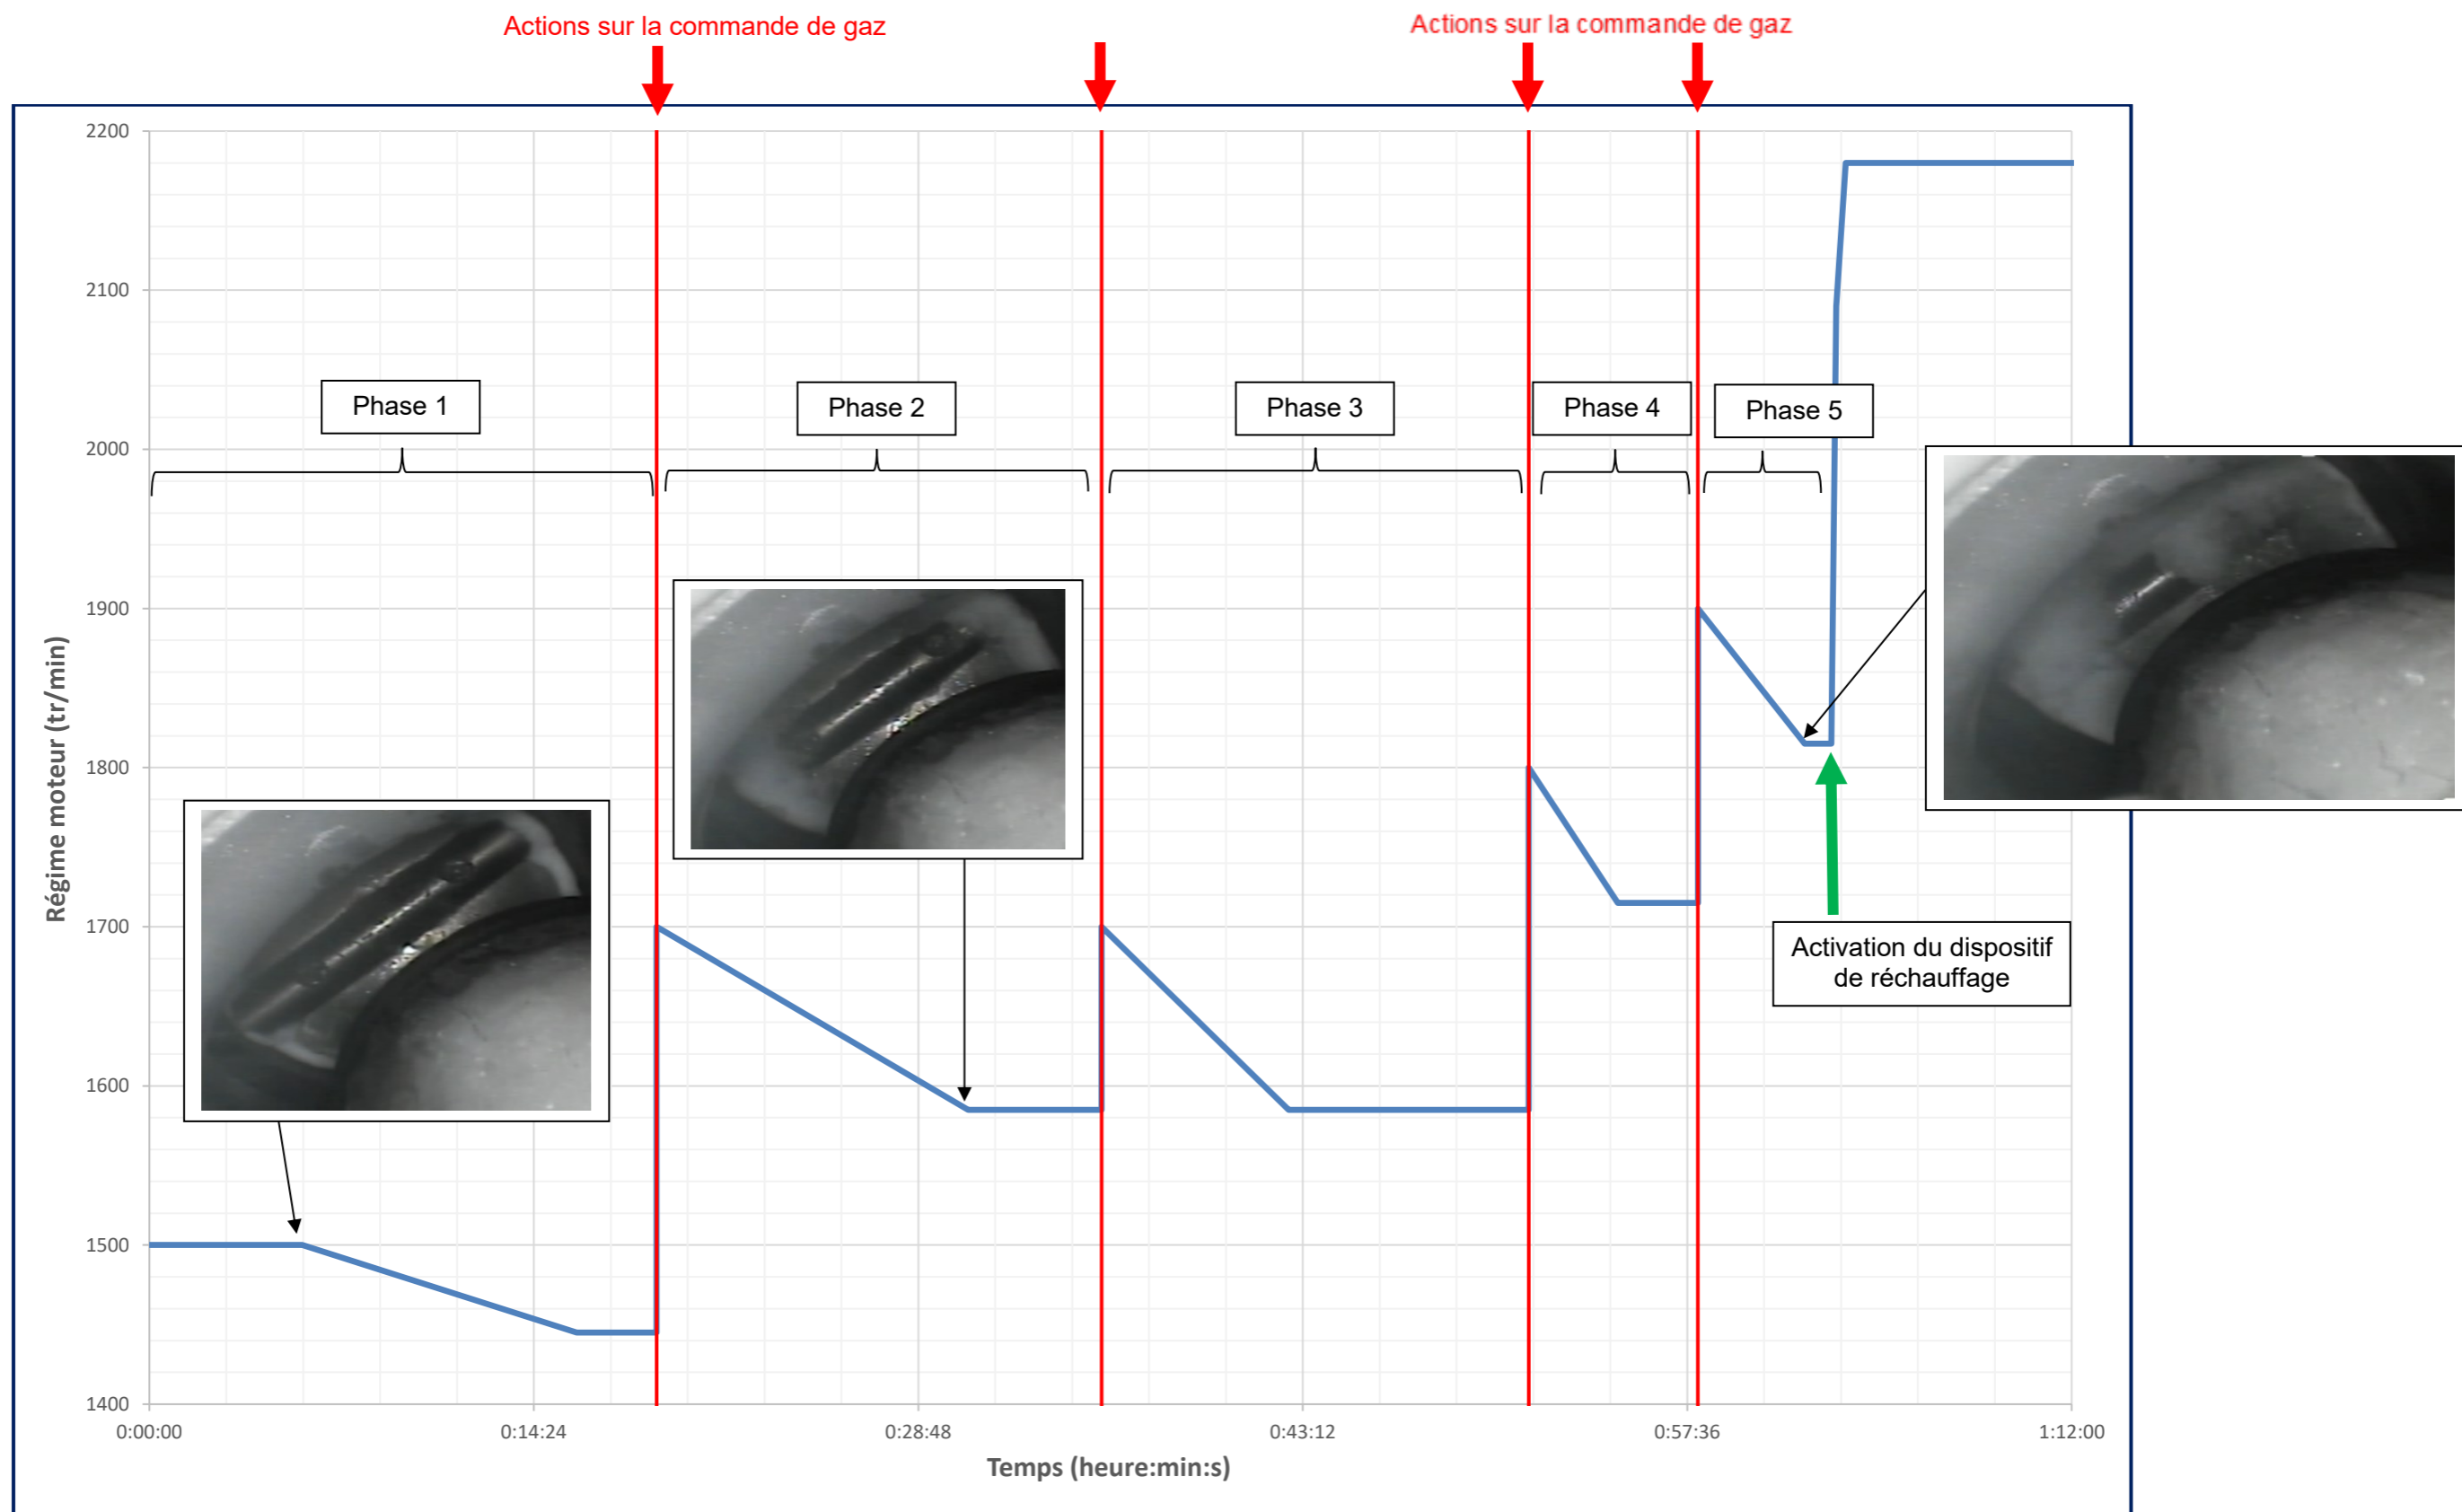 Actions sur la commande de gaz
Actions sur la commande de gaz
2200
2100
2000
1900
1800
1700
1600
1500
1400
Régime moteur (tr/min)
Phase 1
Phase 2
Phase 3
Phase 4
Phase 5
Activation du dispositif
de réchauffage
0:00:00
0:14:24
0:28:48
0:43:12
0:57:36
1:12:00
Temps (heure:min:s)